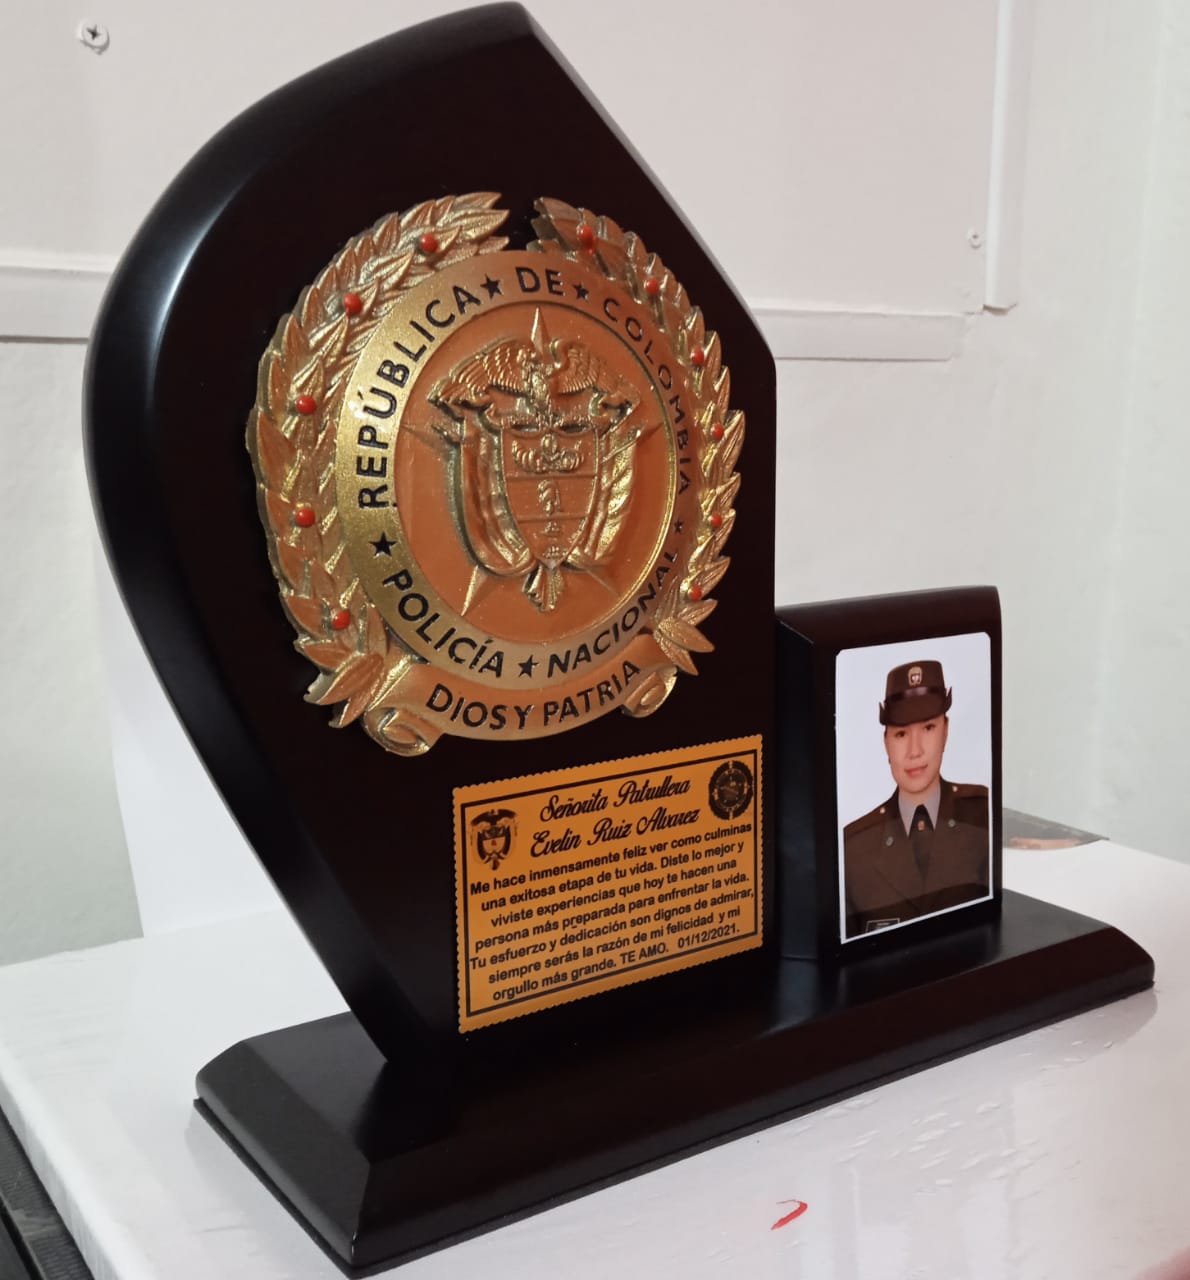 REPÚBLICA ★ DE ★ COLOMBIA
★ POLICÍA ★ NACIONAL ★
DIOS Y PATRIA
Señorita Patrullera
Evelin Ruiz Alvarez
Me hace inmensamente feliz ver como culminas
una exitosa etapa de tu vida. Diste lo mejor y
viviste experiencias que hoy te hacen una
persona más preparada para enfrentar la vida.
Tu esfuerzo y dedicación son dignos de admirar,
siempre serás la razón de mi felicidad y mi
orgullo más grande. TE AMO. 01/12/2021.